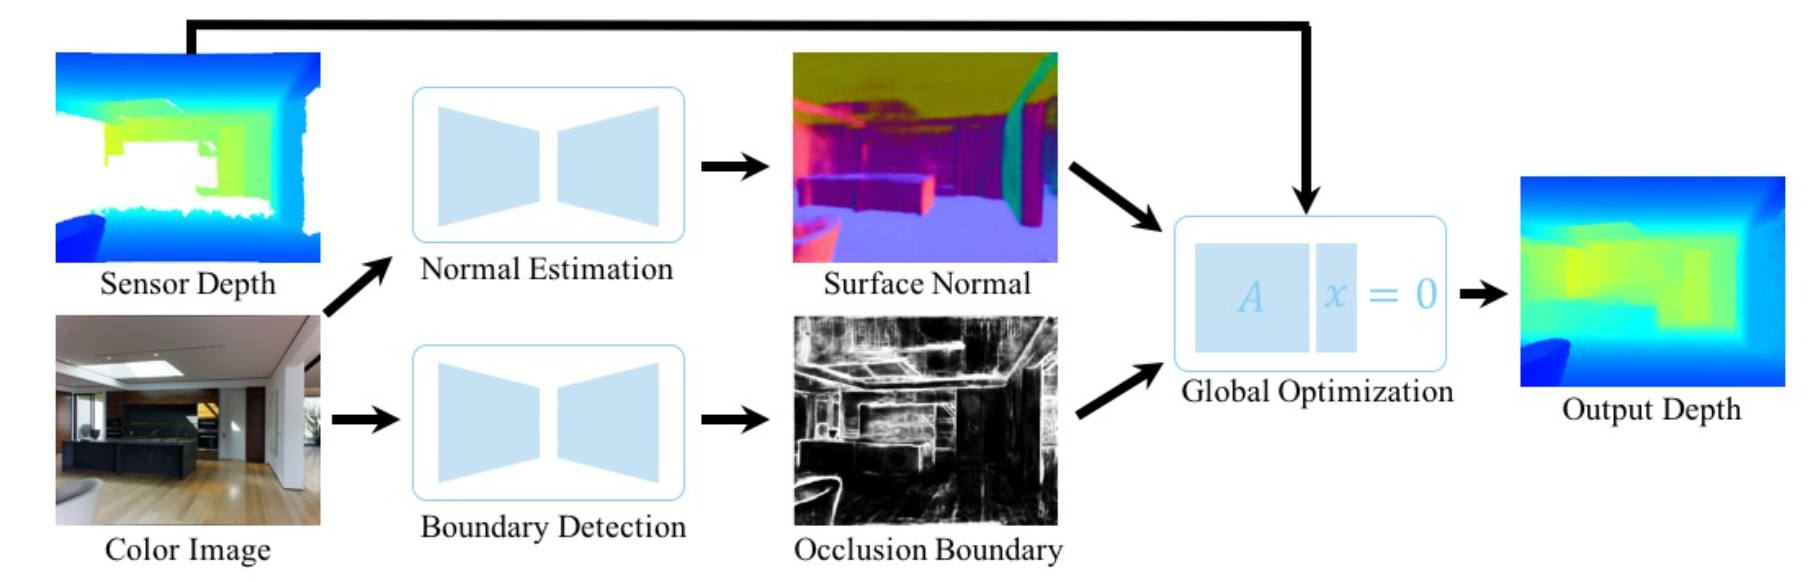 Sensor Depth
Normal Estimation
Surface Normal
A x = 0
Global Optimization
Output Depth
Color Image
Boundary Detection
Occlusion Boundary